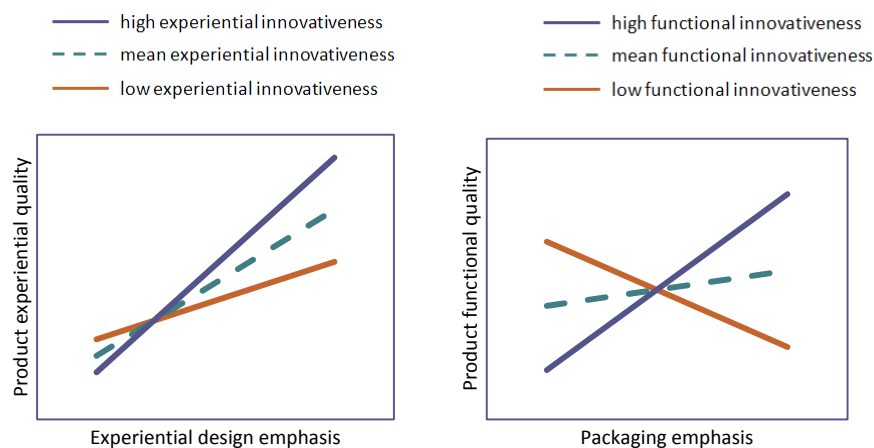 high experiential innovativeness
mean experiential innovativeness
low experiential innovativeness
Product experiential quality
Experiential design emphasis
high functional innovativeness
mean functional innovativeness
low functional innovativeness
Product functional quality
Packaging emphasis